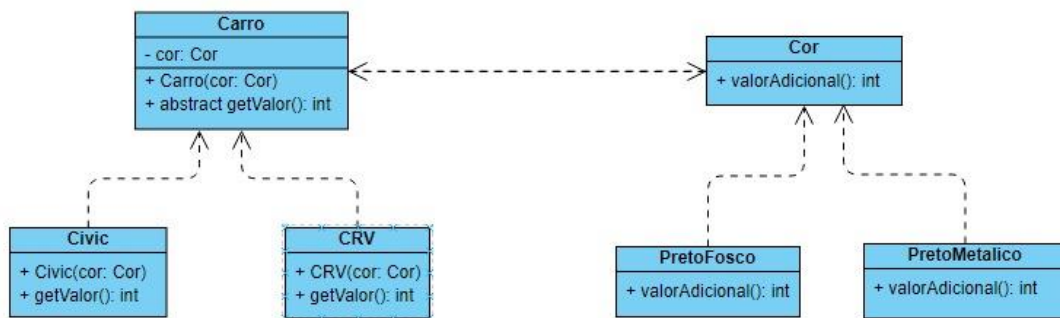 Carro
- cor: Cor
+ Carro(cor: Cor)
+ abstract getValor(): int
Cor
+ valorAdicional(): int
Civic
+ Civic(cor: Cor)
+ getValor(): int
CRV
+ CRV(cor: Cor)
+ getValor(): int
PretoFosco
+ valorAdicional(): int
PretoMetalico
+ valorAdicional(): int